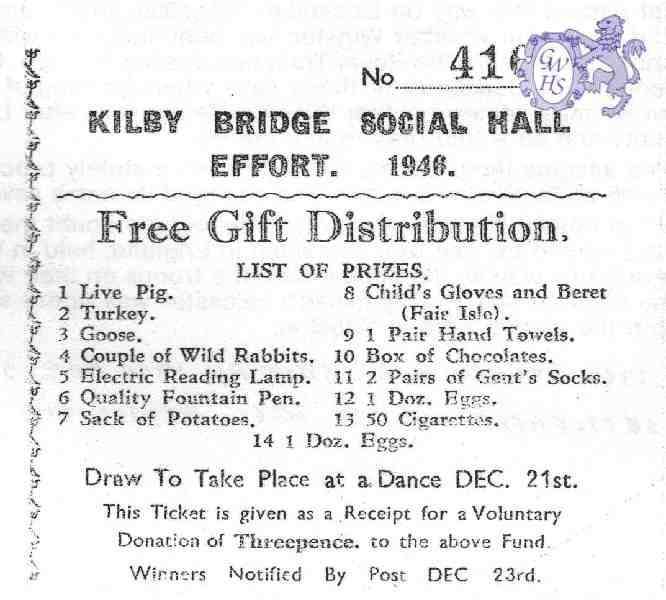 No 416
GW
HS
KILBY BRIDGE SOCIAL HALL
EFFORT. 1946.
Free Gift Distribution.
LIST OF PRIZES.
1 Live Pig.
2 Turkey.
3 Goose.
4 Couple of Wild Rabbits.
5 Electric Reading Lamp.
6 Quality Fountain Pen.
7 Sack of Potatoes.
8 Child's Gloves and Beret
(Fair Isle).
9 1 Pair Hand Towels.
10 Box of Chocolates.
11 2 Pairs of Gent's Socks.
12 1 Doz. Eggs.
13 50 Cigarettes.
14 1 Doz. Eggs.
Draw To Take Place at a Dance DEC. 21st.
This Ticket is given as a Receipt for a Voluntary
Donation of Threepence. to the above Fund.
Winners Notified By Post DEC 23rd.